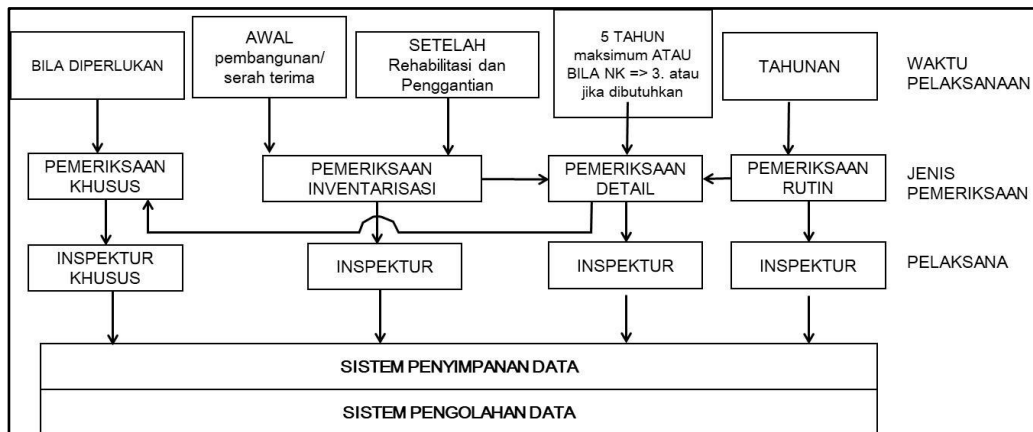 BILA DIPERLUKAN
AWAL
pembangunan/
serah terima
SETELAH
Rehabilitasi dan
Penggantian
5 TAHUN
maksimum ATAU
BILA NK => 3. atau
jika dibutuhkan
TAHUNAN
WAKTU
PELAKSANAAN
PEMERIKSAAN
KHUSUS
PEMERIKSAAN
INVENTARISASI
PEMERIKSAAN
DETAIL
PEMERIKSAAN
RUTIN
JENIS
PEMERIKSAAN
INSPEKTUR
KHUSUS
INSPEKTUR
INSPEKTUR
INSPEKTUR
PELAKSANA
SISTEM PENYIMPANAN DATA
SISTEM PENGOLAHAN DATA